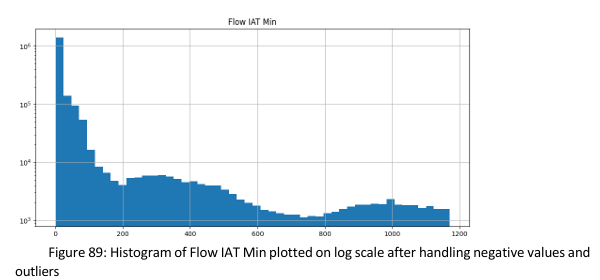 Flow IAT Min
10⁶
10⁵
10⁴
10³
0 200 400 600 800 1000 1200
Figure 89: Histogram of Flow IAT Min plotted on log scale after handling negative values and
outliers